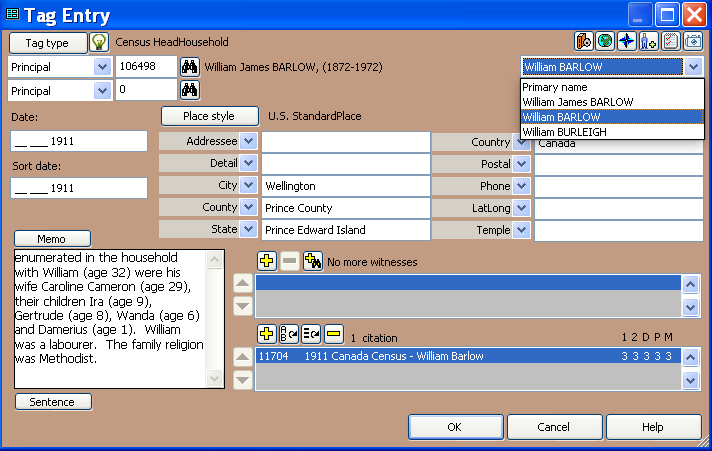 Tag Entry
Tag type Census HeadHousehold
Principal 106498 William James BARLOW, (1872-1972) William BARLOW
Principal 0
Primary name
William James BARLOW
William BARLOW
William BURLEIGH
Date: Place style U.S. StandardPlace
__ ___ 1911
Sort date:
__ ___ 1911
Addressee Country Canada
Detail Postal
City Wellington Phone
County Prince County LatLong
State Prince Edward Island Temple
Memo
enumerated in the household
with William (age 32) were his
wife Caroline Cameron (age 29),
their children Ira (age 9),
Gertrude (age 8), Wanda (age 6)
and Damerius (age 1). William
was a labourer. The family religion
was Methodist.
Sentence
No more witnesses
1 citation 1 2 D P M
11704 1911 Canada Census - William Barlow 3 3 3 3 3
OK Cancel Help